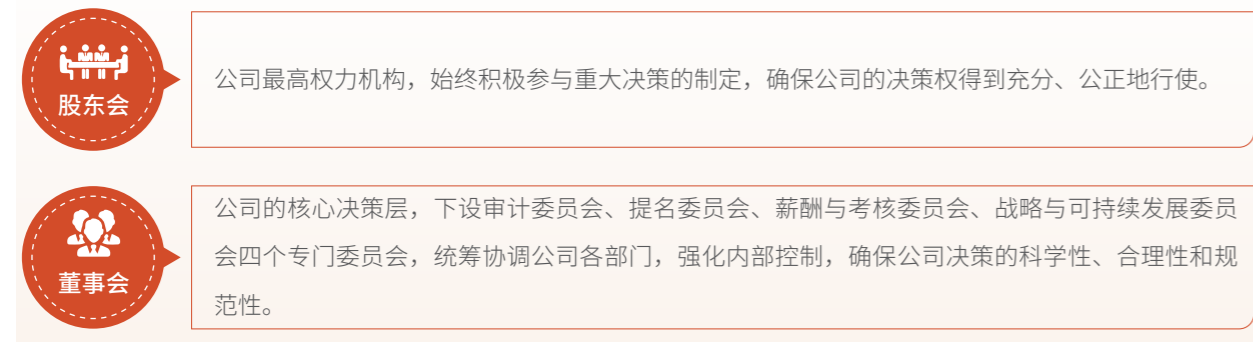 股东会
公司最高权力机构，始终积极参与重大决策的制定，确保公司的决策权得到充分、公正地行使。
董事会
公司的核心决策层，下设审计委员会、提名委员会、薪酬与考核委员会、战略与可持续发展委员
会四个专门委员会，统筹协调公司各部门，强化内部控制，确保公司决策的科学性、合理性和规
范性。